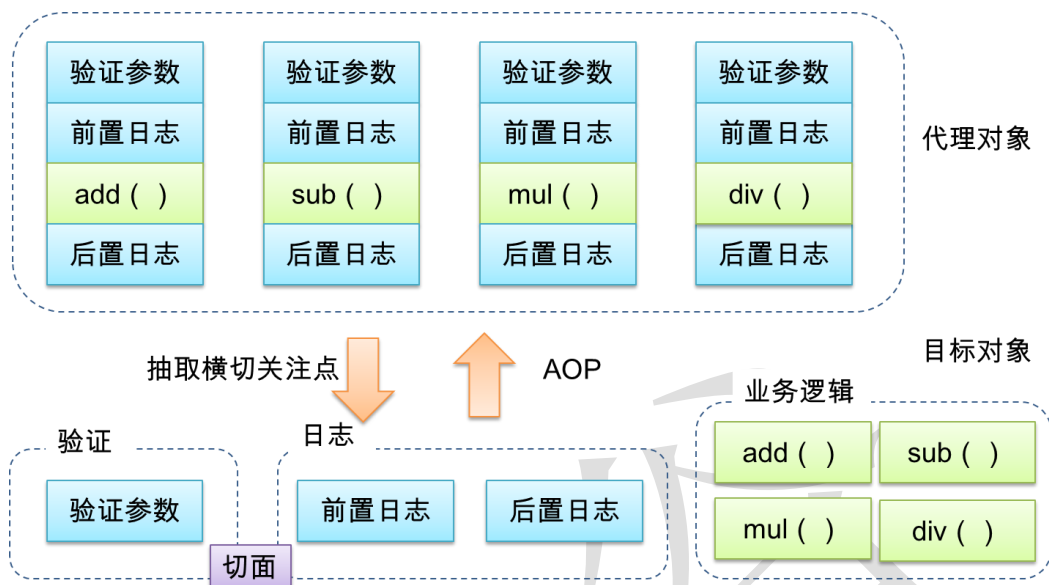 验证参数 验证参数 验证参数 验证参数
前置日志 前置日志 前置日志 前置日志
代理对象
add ( ) sub ( ) mul ( ) div ( )
后置日志 后置日志 后置日志 后置日志
抽取横切关注点
AOP
目标对象
业务逻辑
验证
日志
add ( ) sub ( )
验证参数
前置日志 后置日志
mul ( ) div ( )
切面